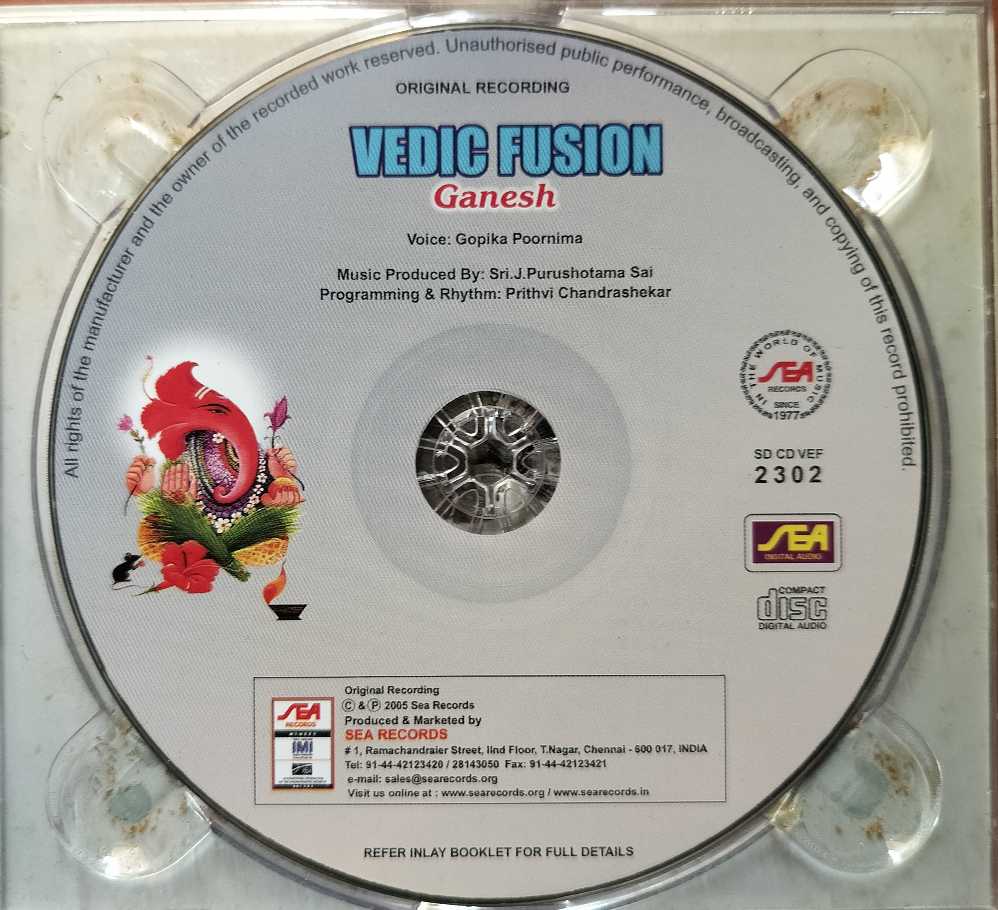 All rights of the manufacturer and the owner of the recorded work reserved. Unauthorised public performance, broadcasting, and copying of this record prohibited.
ORIGINAL RECORDING
VEDIC FUSION
Ganesh
Voice: Gopika Poornima
Music Produced By: Sri.J.Purushotama Sai
Programming & Rhythm: Prithvi Chandrashekar
IN THE WORLD OF MUSIC
SEA
RECORDS
SINCE
1977
SD CD VEF
2302
SEA
DIGITAL AUDIO
COMPACT
disc
DIGITAL AUDIO
SEA
RECORDS
MEMBER
IMI
Original Recording
© & ℗ 2005 Sea Records
Produced & Marketed by
SEA RECORDS
# 1, Ramachandraier Street, IInd Floor, T.Nagar, Chennai - 600 017, INDIA
Tel: 91-44-42123420 / 28143050 Fax: 91-44-42123421
e-mail: sales@searecords.org
Visit us online at : www.searecords.org / www.searecords.in
REFER INLAY BOOKLET FOR FULL DETAILS